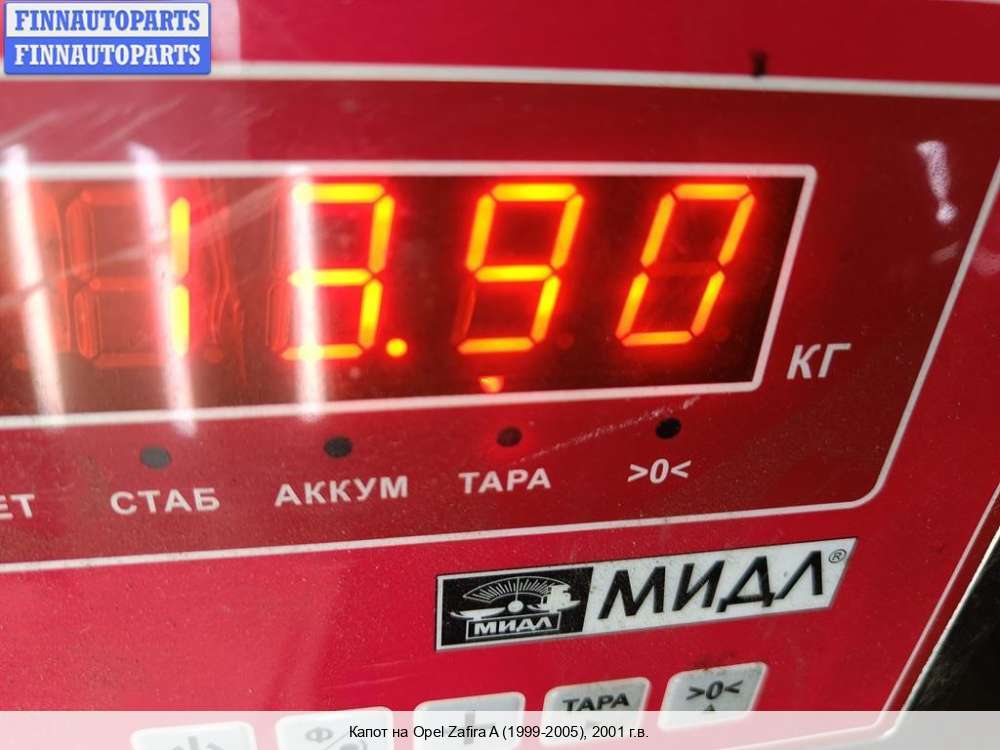 FINNAUTOPARTS
FINNAUTOPARTS
13.90
КГ
ЕТ СТАБ АККУМ ТАРА >0<
МИДЛ МИДЛ®
Ф + ТАРА >0<
Капот на Opel Zafira A (1999-2005), 2001 г.в.